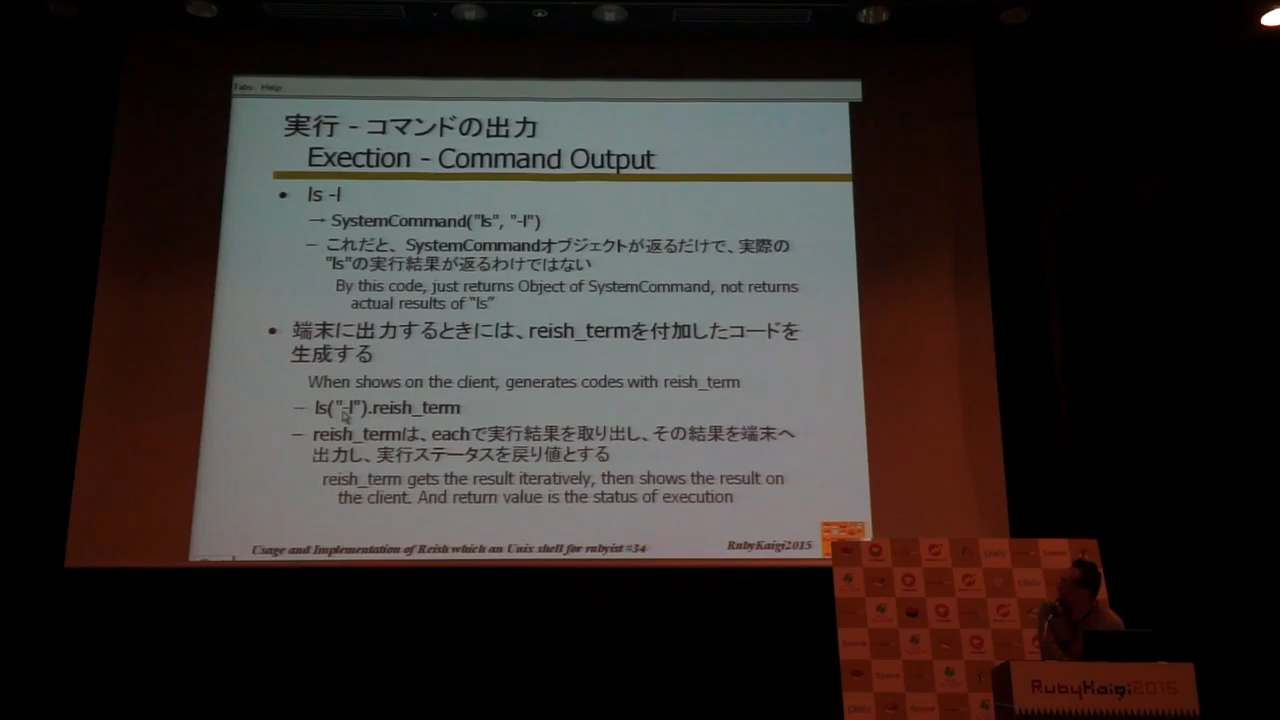 Tabs Help
実行 - コマンドの出力
Exection - Command Output
• ls -l
→ SystemCommand("ls", "-l")
– これだと、SystemCommandオブジェクトが返るだけで、実際の
"ls"の実行結果が返るわけではない
By this code, just returns Object of SystemCommand, not returns
actual results of "ls"
• 端末に出力するときには、reish_termを付加したコードを
生成する
When shows on the client, generates codes with reish_term
– ls("-l").reish_term
– reish_termは、eachで実行結果を取り出し、その結果を端末へ
出力し、実行ステータスを戻り値とする
reish_term gets the result iteratively, then shows the result on
the client. And return value is the status of execution
Usage and Implementation of Reish which an Unix shell for rubyist #34
RubyKaigi2015
RubyKaigi2015